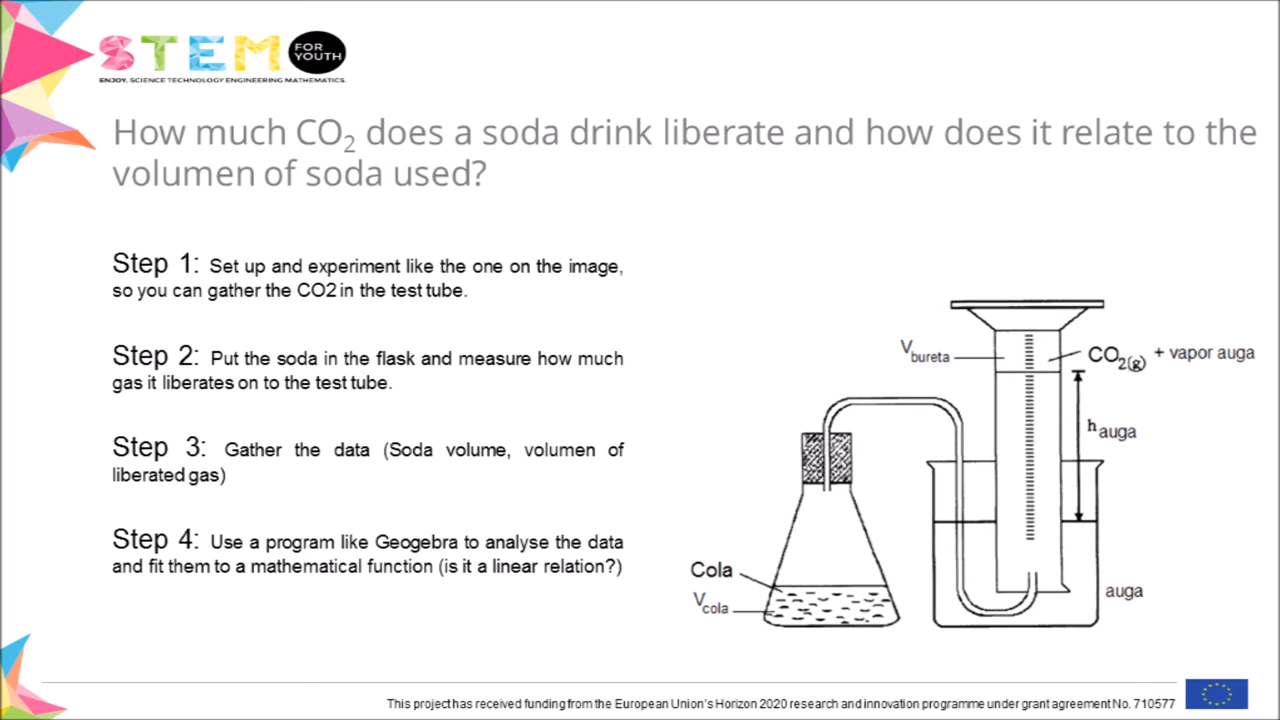 STEM FOR YOUTH
ENJOY. SCIENCE TECHNOLOGY ENGINEERING MATHEMATICS.
How much CO₂ does a soda drink liberate and how does it relate to the
volumen of soda used?
Step 1: Set up and experiment like the one on the image,
so you can gather the CO2 in the test tube.
Step 2: Put the soda in the flask and measure how much
gas it liberates on to the test tube.
Step 3: Gather the data (Soda volume, volumen of
liberated gas)
Step 4: Use a program like Geogebra to analyse the data
and fit them to a mathematical function (is it a linear relation?)
V bureta
CO₂(g) + vapor auga
h auga
Cola
V cola
auga
This project has received funding from the European Union's Horizon 2020 research and innovation programme under grant agreement No. 710577